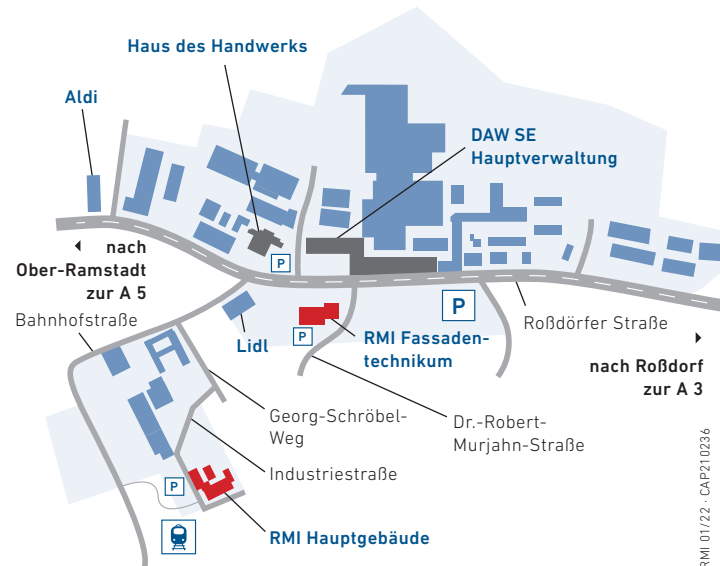 Haus des Handwerks
Aldi
DAW SE
Hauptverwaltung
nach
Ober-Ramstadt
zur A 5
P
P
Roßdörfer Straße
Bahnhofstraße
P
Lidl
RMI Fassaden-
technikum
nach Roßdorf
zur A 3
Georg-Schröbel-
Weg
Dr.-Robert-
Murjahn-Straße
Industriestraße
P
RMI Hauptgebäude
RMI 01/22 · CAP210236